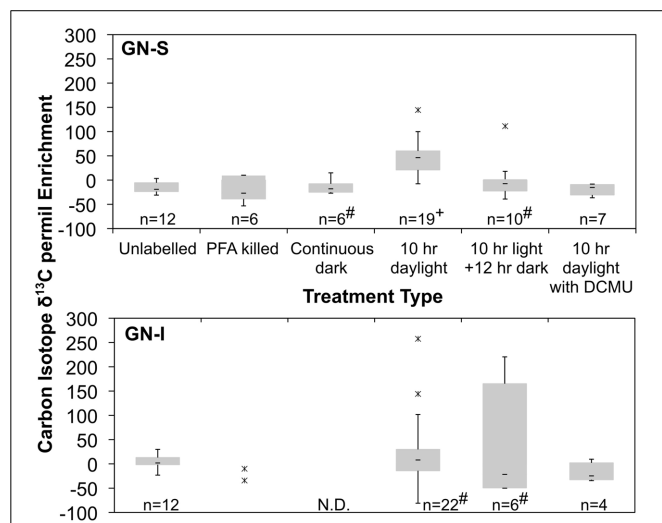 GN-S
300
250
200
150
100
50
0
-50
-100
n=12 n=6 n=6# n=19+ n=10# n=7
Unlabelled PFA killed Continuous dark 10 hr daylight 10 hr light +12 hr dark 10 hr daylight with DCMU
Treatment Type
Carbon Isotope δ13C permil Enrichment
GN-I
300
250
200
150
100
50
0
-50
-100
n=12 N.D. n=22# n=6# n=4